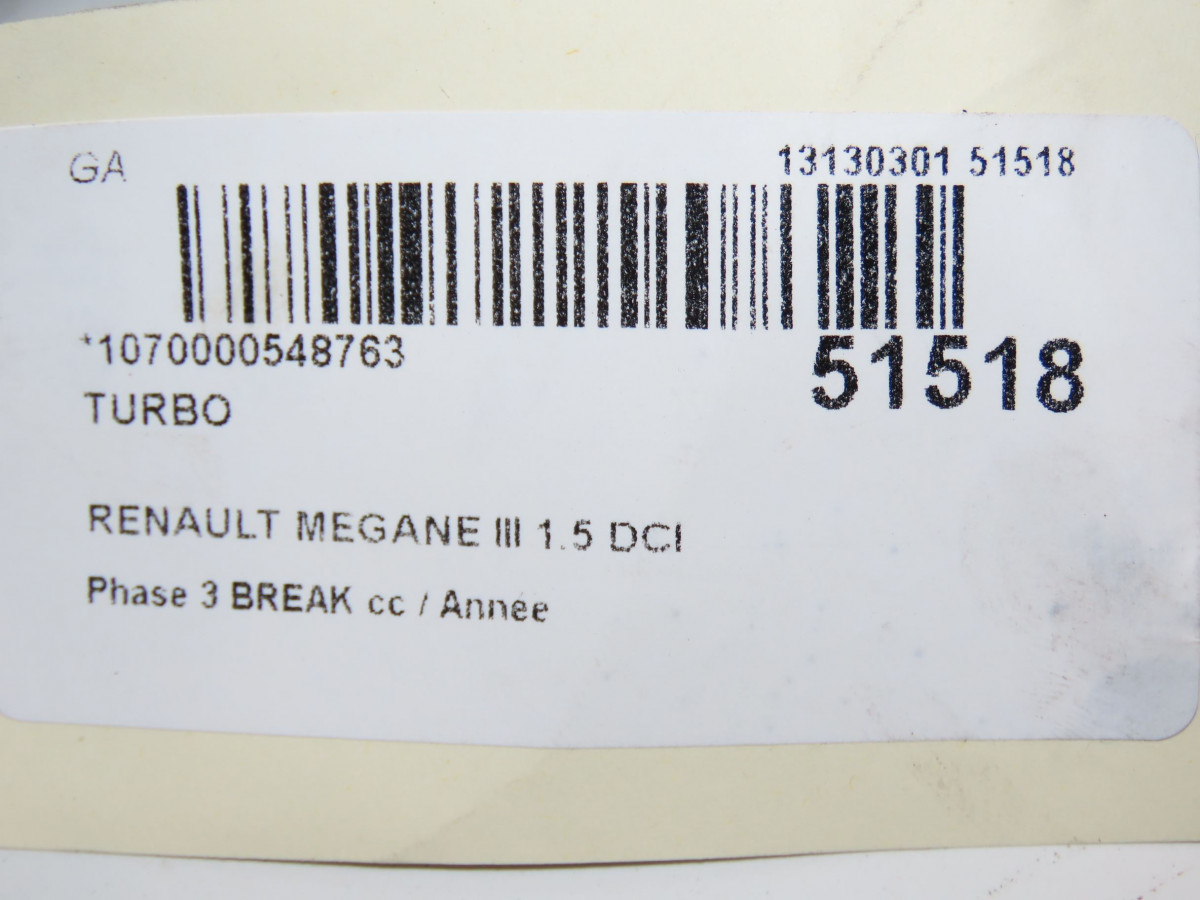 GA
13130301 51518
*1070000548763
51518
TURBO
RENAULT MEGANE III 1.5 DCI
Phase 3 BREAK cc / Année